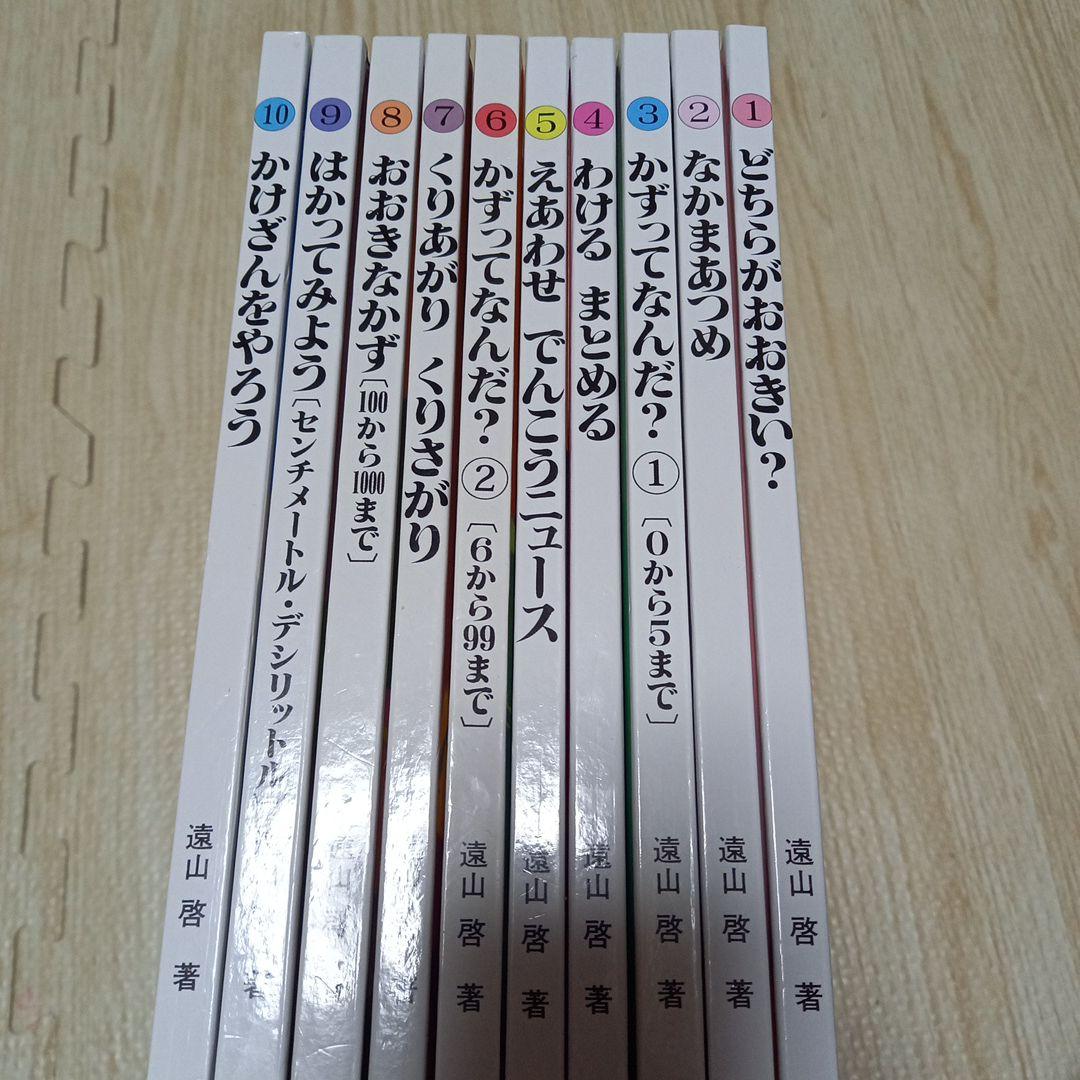 1
どちらがおおきい?
遠山 啓 著
2
なかまあつめ
遠山 啓 著
3
かずってなんだ? ① 〔0から5まで〕
遠山 啓 著
4
わける まとめる
遠山 啓 著
5
えあわせ でんこうニュース
遠山 啓 著
6
かずってなんだ? ② 〔6から99まで〕
遠山 啓 著
7
くりあがり くりさがり
8
おおきなかず〔100から1000まで〕
9
はかってみよう〔センチメートル・デシリットル
10
かけざんをやろう
遠山 啓 著